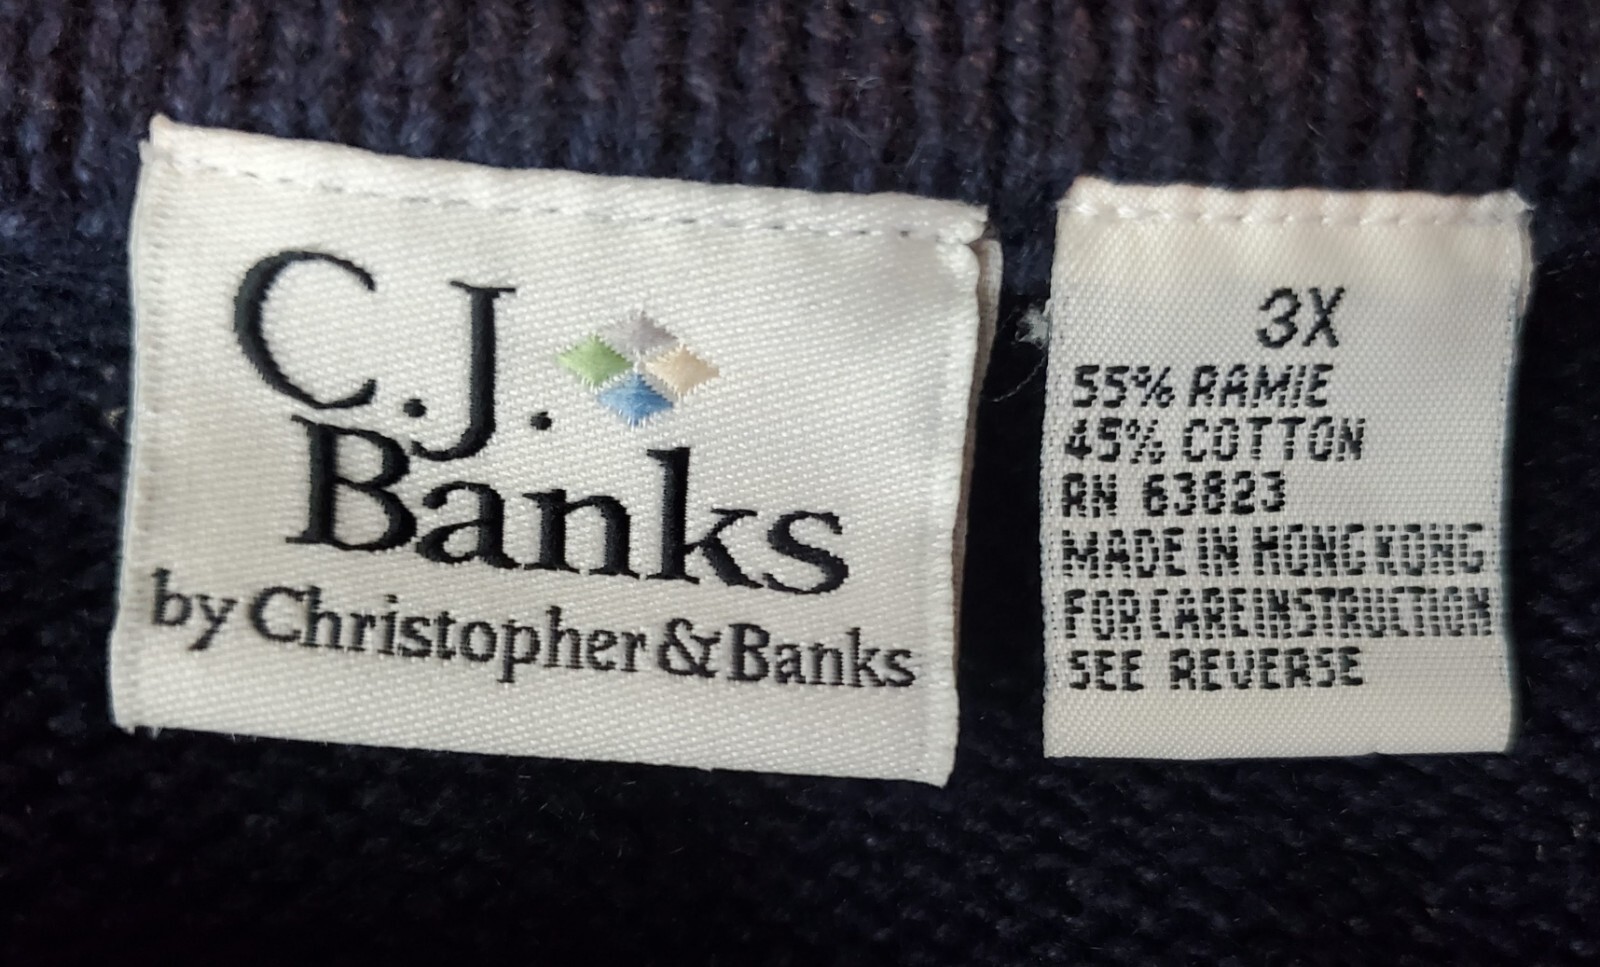 C.J.
Banks
by Christopher & Banks
3X
55% RAMIE
45% COTTON
RN 63823
MADE IN HONG KONG
FOR CARE INSTRUCTION
SEE REVERSE